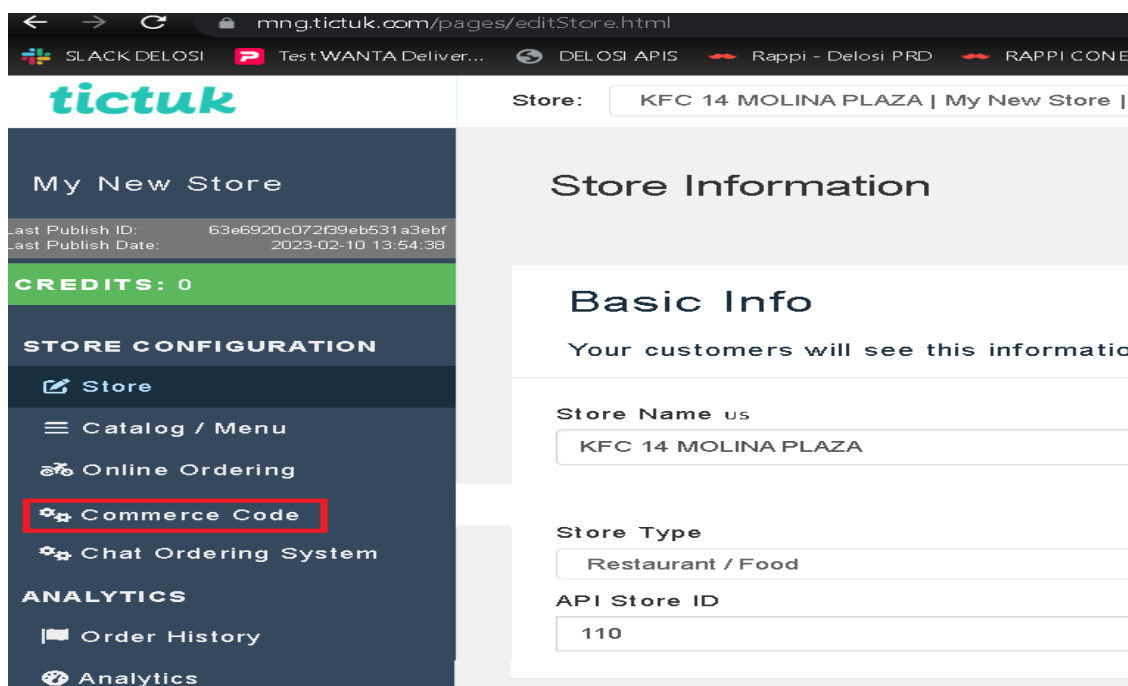 mng.tictuk.com/pages/editStore.html
SLACK DELOSI Test WANTA Deliver... DELOSI APIS Rappi - Delosi PRD RAPPI CONE
tictuk
Store: KFC 14 MOLINA PLAZA | My New Store |
My New Store
Last Publish ID: 63e6920c072f39eb531a3ebf
Last Publish Date: 2023-02-10 13:54:38
CREDITS: 0
STORE CONFIGURATION
Store
Catalog / Menu
Online Ordering
Commerce Code
Chat Ordering System
ANALYTICS
Order History
Analytics
Store Information
Basic Info
Your customers will see this informatio
Store Name us
KFC 14 MOLINA PLAZA
Store Type
Restaurant / Food
API Store ID
110